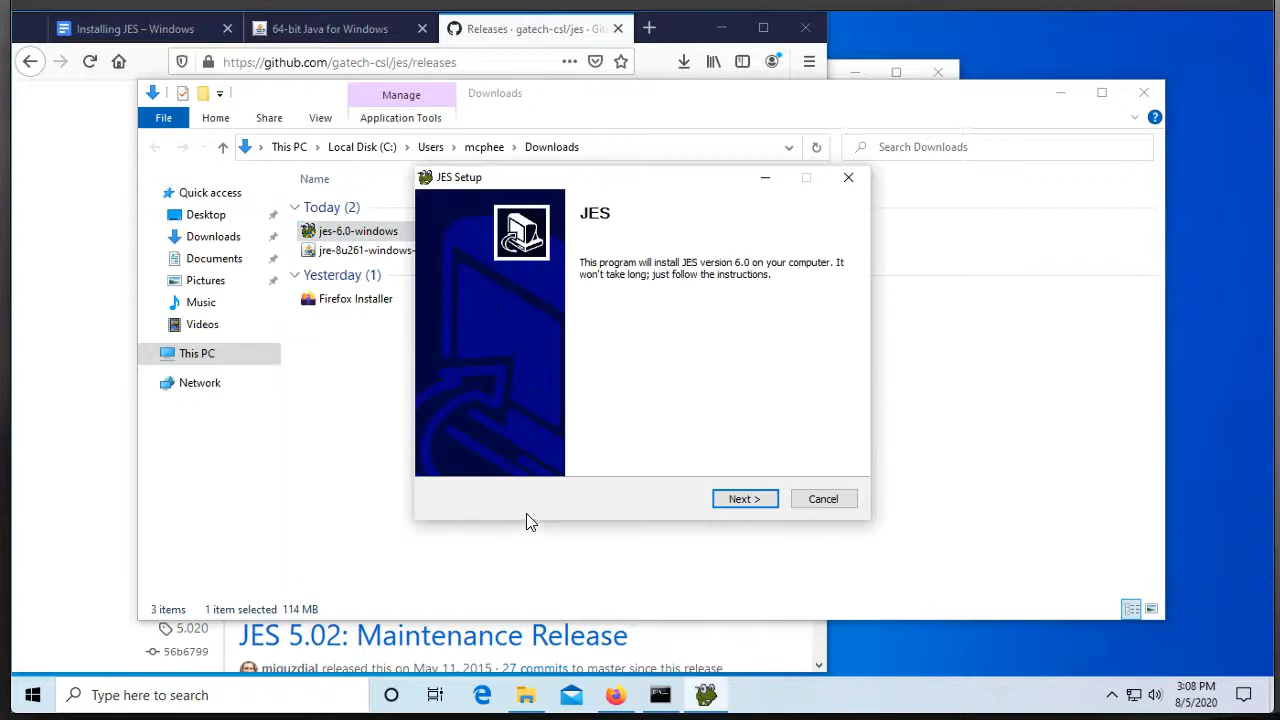 Installing JES – Windows
64-bit Java for Windows
Releases · gatech-csl/jes · Git
https://github.com/gatech-csl/jes/releases
Manage
Downloads
File
Home
Share
View
Application Tools
This PC
Local Disk (C:)
Users
mcphee
Downloads
Search Downloads
Name
Quick access
Desktop
Downloads
Documents
Pictures
Music
Videos
This PC
Network
Today (2)
jes-6.0-windows
jre-8u261-windows-
Yesterday (1)
Firefox Installer
JES Setup
JES
This program will install JES version 6.0 on your computer. It
won't take long; just follow the instructions.
Next >
Cancel
3 items
1 item selected 114 MB
5.020
56b6799
JES 5.02: Maintenance Release
miguzdial released this on May 11, 2015 · 27 commits to master since this release
Type here to search
3:08 PM
8/5/2020